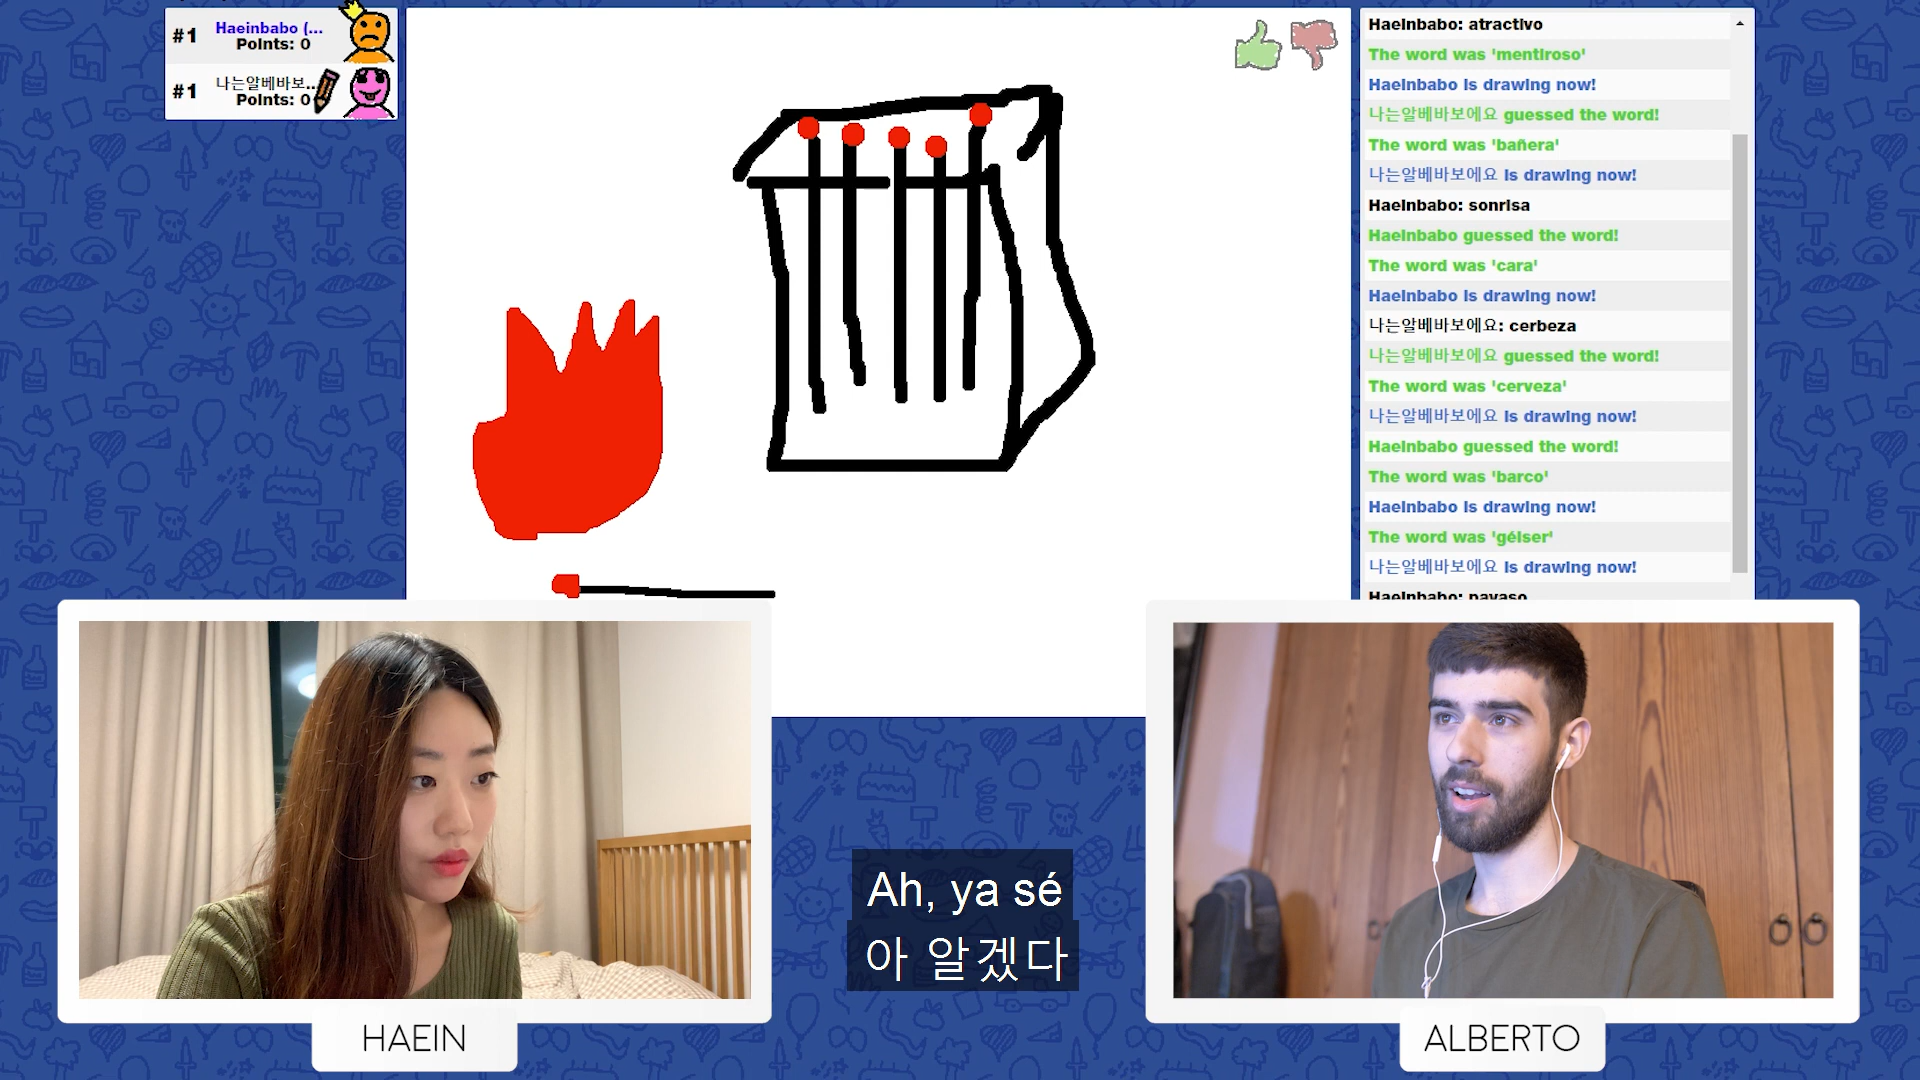 #1
Haeinbabo (...
Points: 0
#1
나는알베바보...
Points: 0
Haeinbabo: atractivo
The word was 'mentiroso'
Haeinbabo is drawing now!
나는알베바보에요 guessed the word!
The word was 'bañera'
나는알베바보에요 is drawing now!
Haeinbabo: sonrisa
Haeinbabo guessed the word!
The word was 'cara'
Haeinbabo is drawing now!
나는알베바보에요: cerbeza
나는알베바보에요 guessed the word!
The word was 'cerveza'
나는알베바보에요 is drawing now!
Haeinbabo guessed the word!
The word was 'barco'
Haeinbabo is drawing now!
The word was 'géiser'
나는알베바보에요 is drawing now!
Haeinbabo: payaso
Ah, ya sé
아 알겠다
HAEIN
ALBERTO